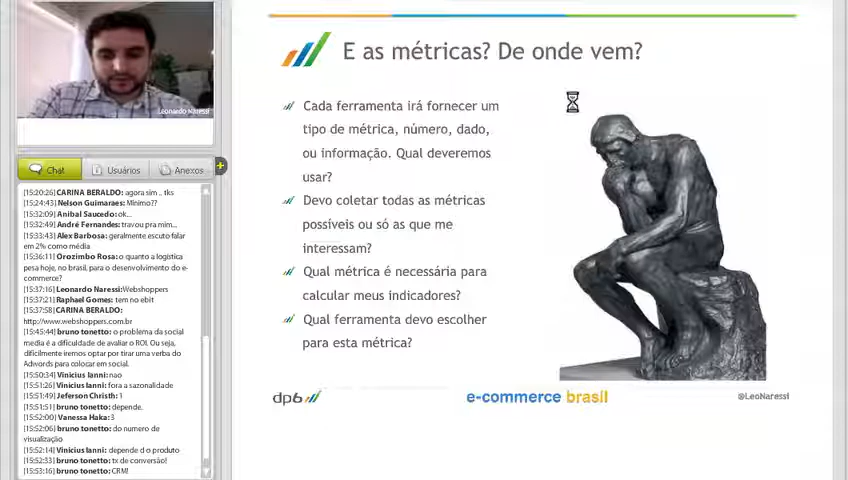 Leonardo Naressi
Chat
Usuários
Anexos
[15:20:26] CARINA BERALDO: agora sim .. tks
[15:24:43] Nelson Guimaraes: Mínimo??
[15:32:09] Anibal Saucedo: ok...
[15:32:49] André Fernandes: travou pra mim...
[15:33:43] Alex Barbosa: geralmente escuto falar
em 2% como média
[15:36:11] Orozimbo Rosa: o quanto a logística
pesa hoje, no brasil, para o desenvolvimento do e-
commerce?
[15:37:16] Leonardo Naressi:Webshoppers
[15:37:21] Raphael Gomes: tem no ebit
[15:37:58] CARINA BERALDO:
http://www.webshoppers.com.br
[15:45:44] bruno tonetto: o problema da social
media é a dificuldade de avaliar o ROI. Ou seja,
dificilmente iremos optar por tirar uma verba do
Adwords para colocar em social.
[15:50:34] Vinicius Ianni: nao
[15:51:26] Vinicius Ianni: fora a sazonalidade
[15:51:49] Jeferson Christh: 1
[15:51:51] bruno tonetto: depende.
[15:52:00] Vanessa Haka: 3
[15:52:06] bruno tonetto: do numero de
visualização
[15:52:14] Vinicius Ianni: depende d o produto
[15:52:33] bruno tonetto: tx de conversão!
[15:53:16] bruno tonetto: CRM!
E as métricas? De onde vem?
Cada ferramenta irá fornecer um
tipo de métrica, número, dado,
ou informação. Qual deveremos
usar?
Devo coletar todas as métricas
possíveis ou só as que me
interessam?
Qual métrica é necessária para
calcular meus indicadores?
Qual ferramenta devo escolher
para esta métrica?
dp6
e-commerce brasil
@LeoNaressi